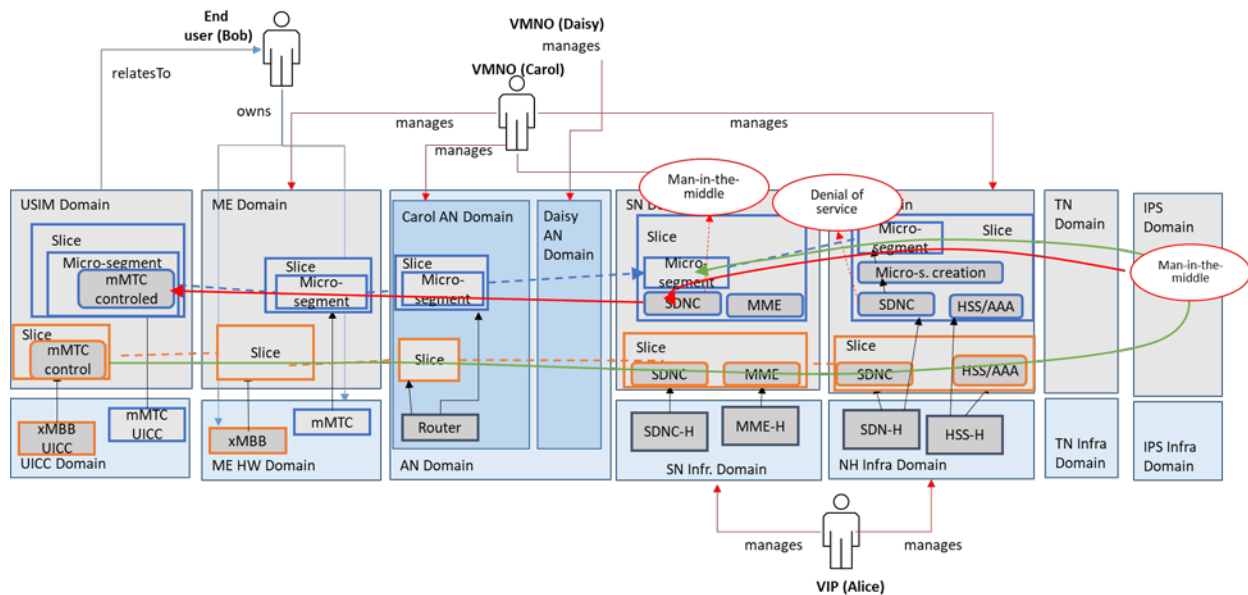 End
user (Bob)
VMNO (Daisy)
manages
relatesTo
VMNO (Carol)
owns
manages
manages
manages
Man-in-the-
middle
Denial of
service
USIM Domain
ME Domain
Carol AN Domain
Daisy
AN
Domain
SN D
ain
TN
Domain
IPS
Domain
Slice
Micro-segment
mMTC
controled
Slice
Micro-
segment
Slice
Micro-
segment
Slice
Micro-
segment
SDNC
MME
Micro-
segment
Slice
Micro-s. creation
SDNC
HSS/AAA
Man-in-the-
middle
Slice
mMTC
control
Slice
Slice
Slice
SDNC
MME
Slice
SDNC
HSS/AAA
xMBB
UICC
mMTC
UICC
UICC Domain
xMBB
mMTC
ME HW Domain
Router
AN Domain
SDNC-H
MME-H
SN Infr. Domain
SDN-H
HSS-H
NH Infra Domain
TN Infra
Domain
IPS Infra
Domain
manages
manages
VIP (Alice)